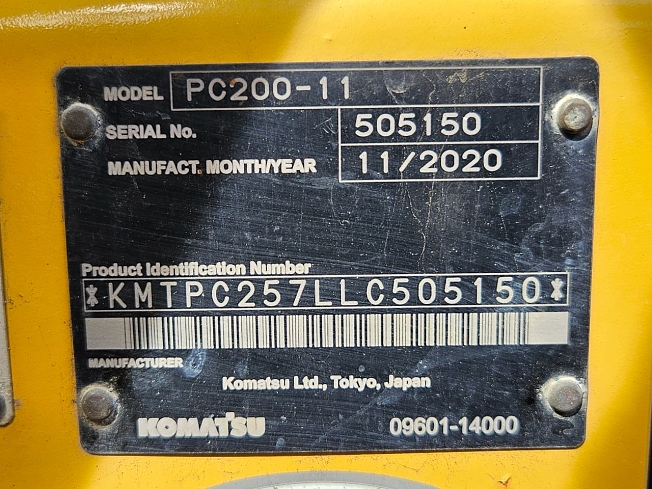 MODEL PC200-11
SERIAL No. 505150
MANUFACT. MONTH/YEAR 11/2020
Product Identification Number
*KMTPC257LLC505150*
MANUFACTURER
Komatsu Ltd., Tokyo, Japan
KOMATSU 09601-14000